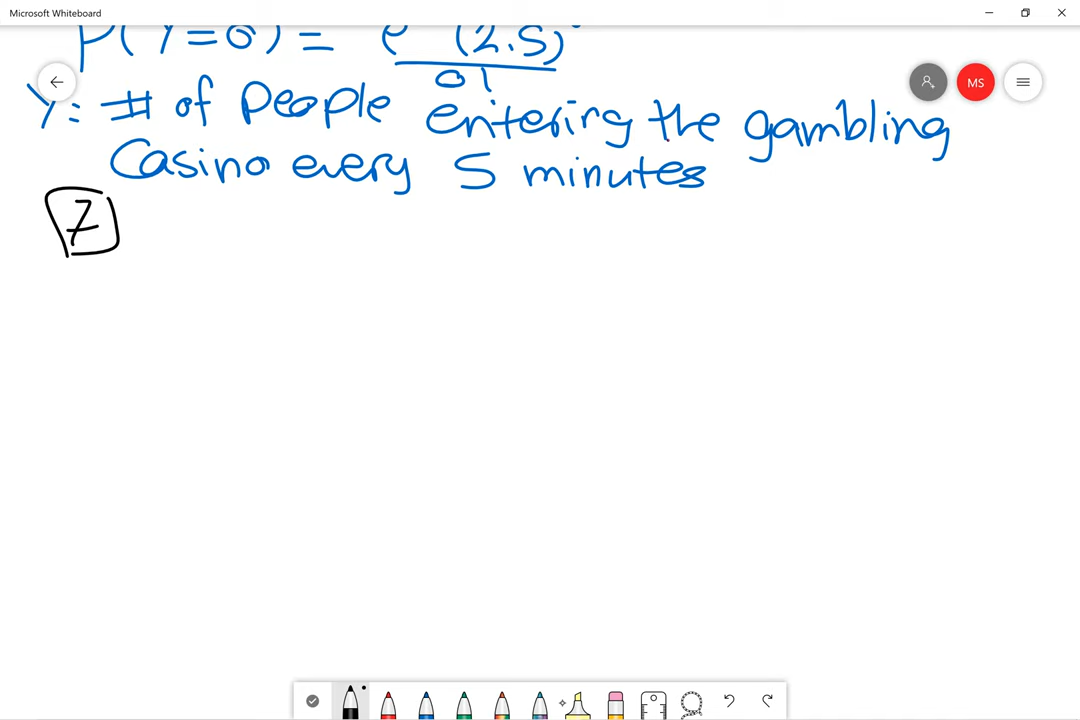 Microsoft Whiteboard
P(Y=0) = e (2.5)
0!
MS
Y: # of People entering the gambling
Casino every 5 minutes
7